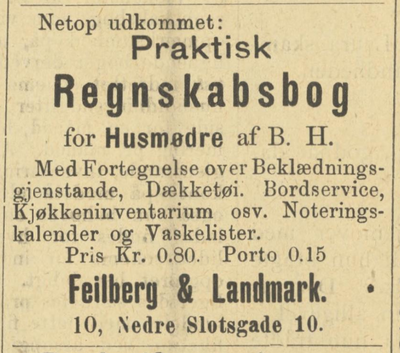 Netop udkommet:
Praktisk
Regnskabsbog
for Husmødre af B. H.
Med Fortegnelse over Beklædnings-
gjenstande, Dækketøi. Bordservice,
Kjøkkeninventarium osv. Noterings-
kalender og Vaskelister.
Pris Kr. 0.80. Porto 0.15
Feilberg & Landmark.
10, Nedre Slotsgade 10.